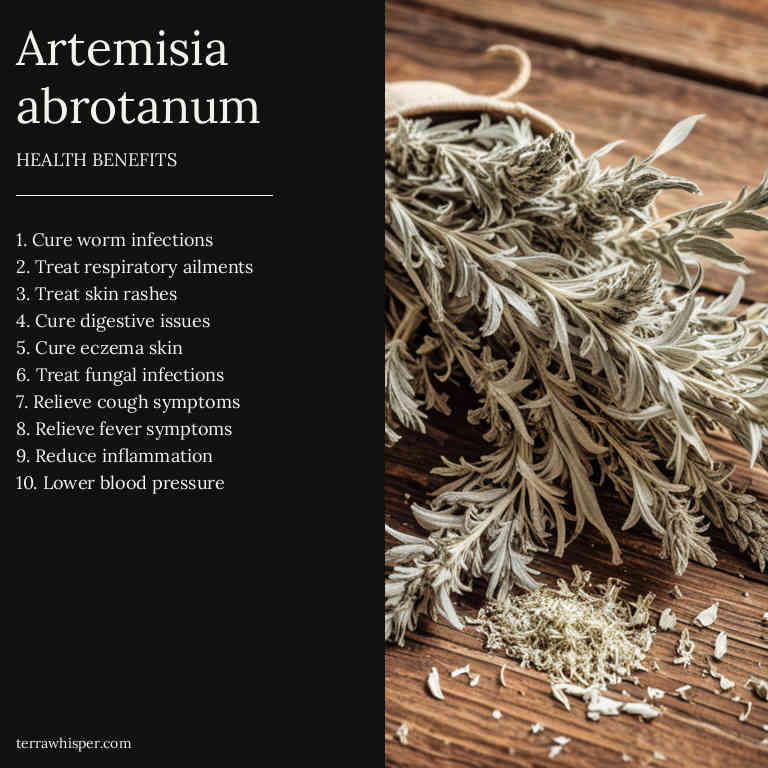 Artemisia
abrotanum
HEALTH BENEFITS
1. Cure worm infections
2. Treat respiratory ailments
3. Treat skin rashes
4. Cure digestive issues
5. Cure eczema skin
6. Treat fungal infections
7. Relieve cough symptoms
8. Relieve fever symptoms
9. Reduce inflammation
10. Lower blood pressure
terrawhisper.com